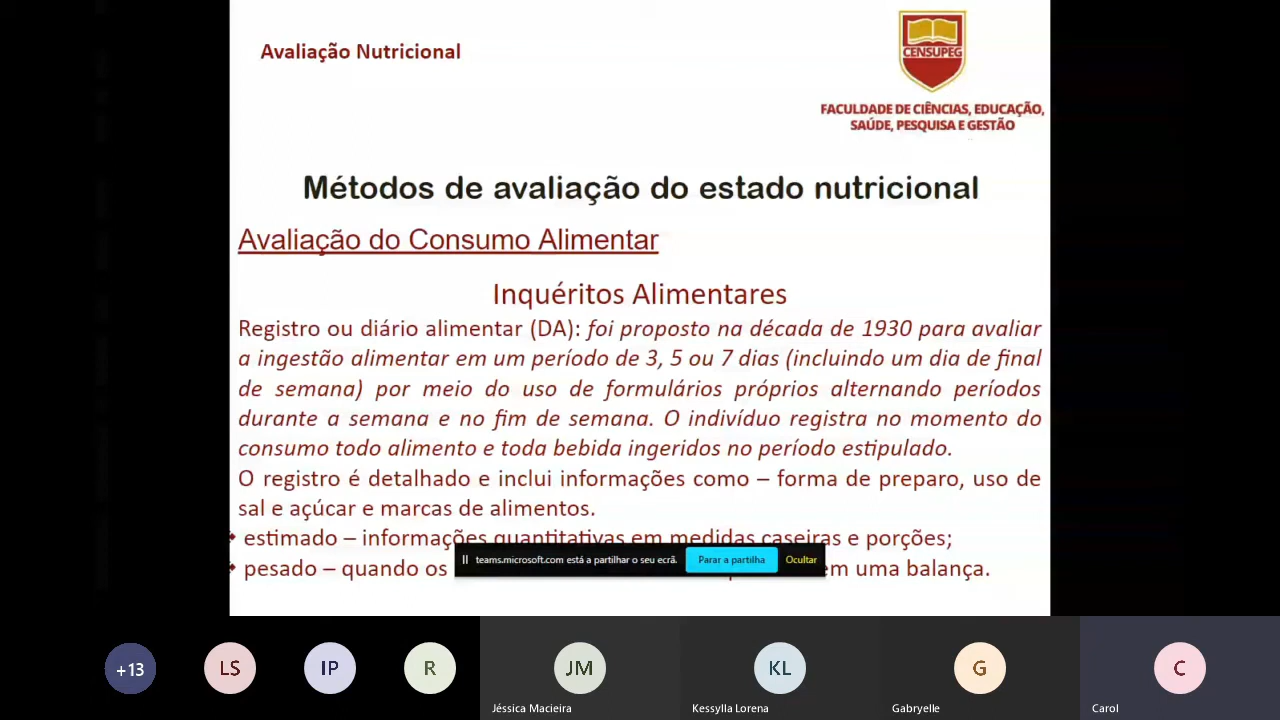 Avaliação Nutricional
CENSUPEG
FACULDADE DE CIÊNCIAS, EDUCAÇÃO,
SAÚDE, PESQUISA E GESTÃO
Métodos de avaliação do estado nutricional
Avaliação do Consumo Alimentar
Inquéritos Alimentares
Registro ou diário alimentar (DA): foi proposto na década de 1930 para avaliar
a ingestão alimentar em um período de 3, 5 ou 7 dias (incluindo um dia de final
de semana) por meio do uso de formulários próprios alternando períodos
durante a semana e no fim de semana. O indivíduo registra no momento do
consumo todo alimento e toda bebida ingeridos no período estipulado.
O registro é detalhado e inclui informações como – forma de preparo, uso de
sal e açúcar e marcas de alimentos.
estimado – informações quantitativas em medidas caseiras e porções;
pesado – quando os em uma balança.
teams.microsoft.com está a partilhar o seu ecrã. Parar a partilha Ocultar
+13 LS IP R JM KL G C
Jéssica Macieira Kessylla Lorena Gabryelle Carol